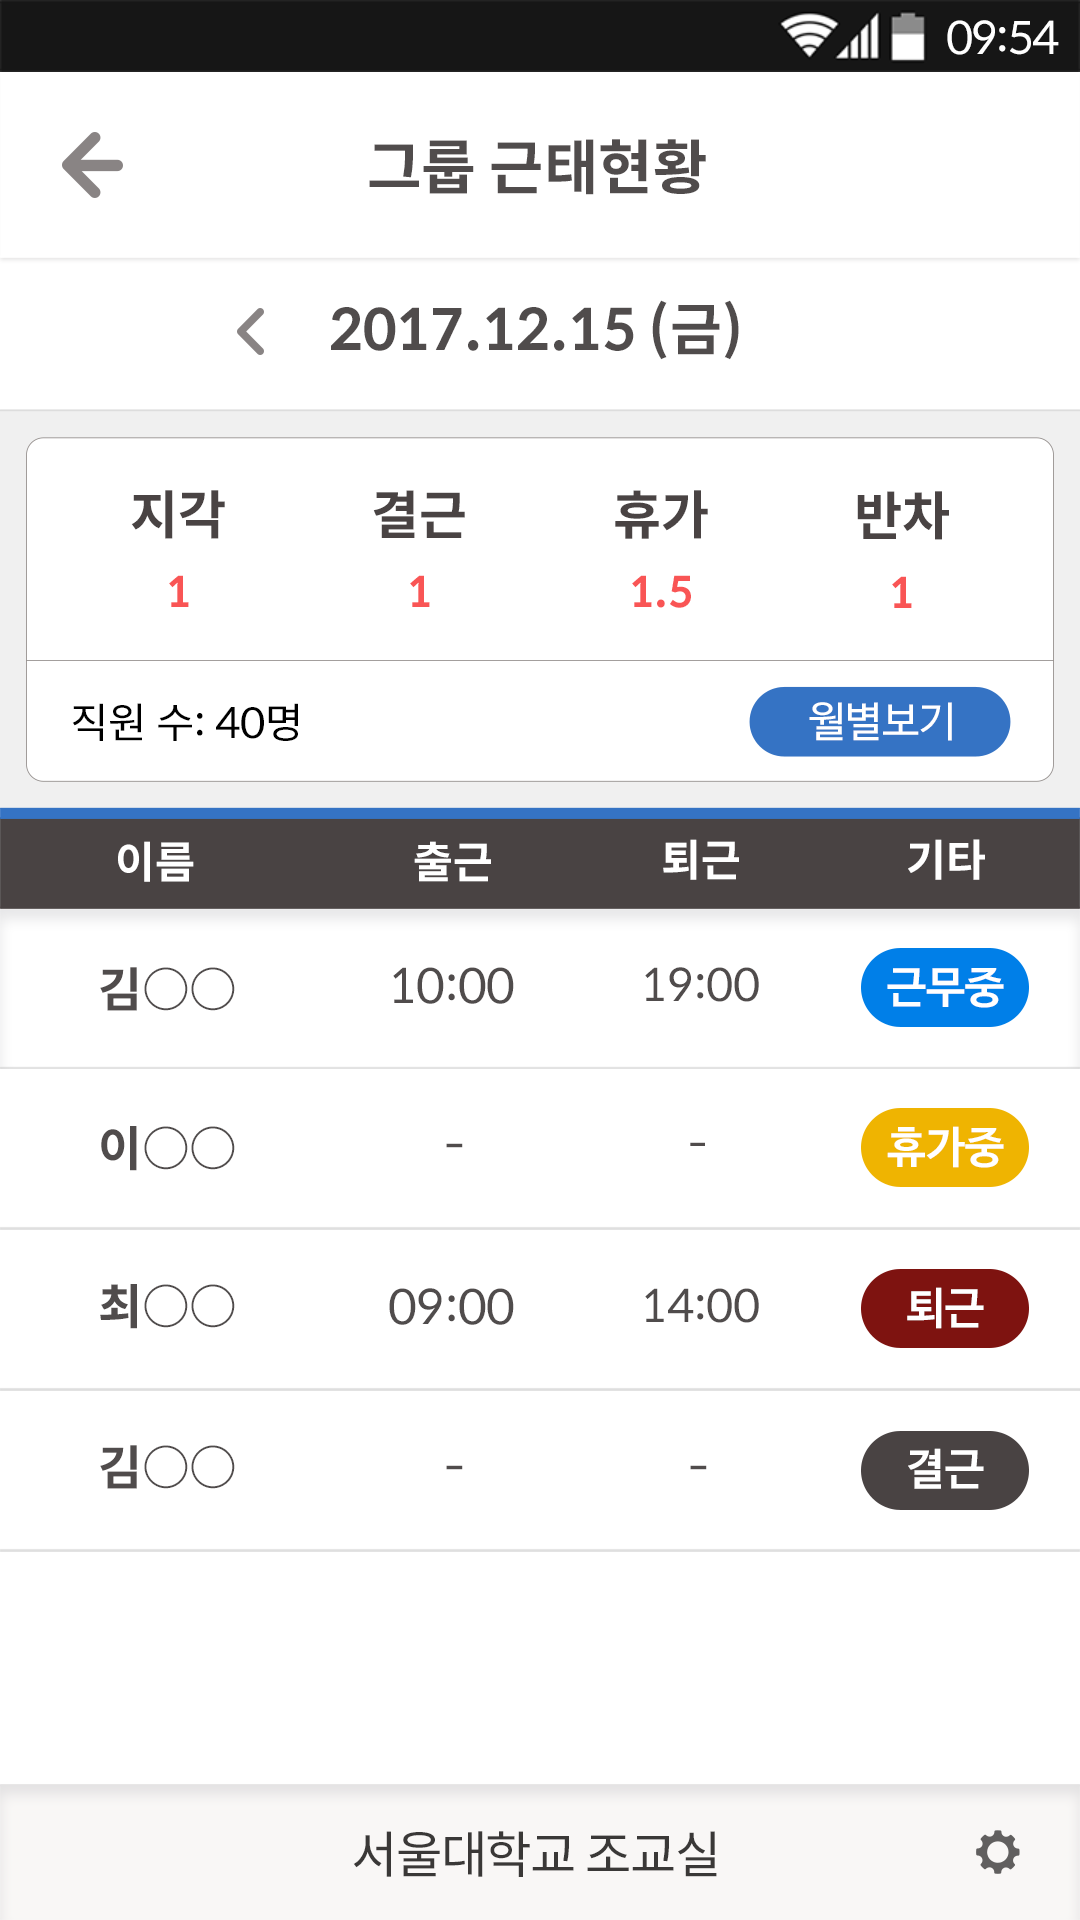 09:54
그룹 근태현황
2017.12.15 (금)
지각 결근 휴가 반차
1 1 1.5 1
직원 수: 40명 월별보기
이름 출근 퇴근 기타
김○○ 10:00 19:00 근무중
이○○ - - 휴가중
최○○ 09:00 14:00 퇴근
김○○ - - 결근
서울대학교 조교실